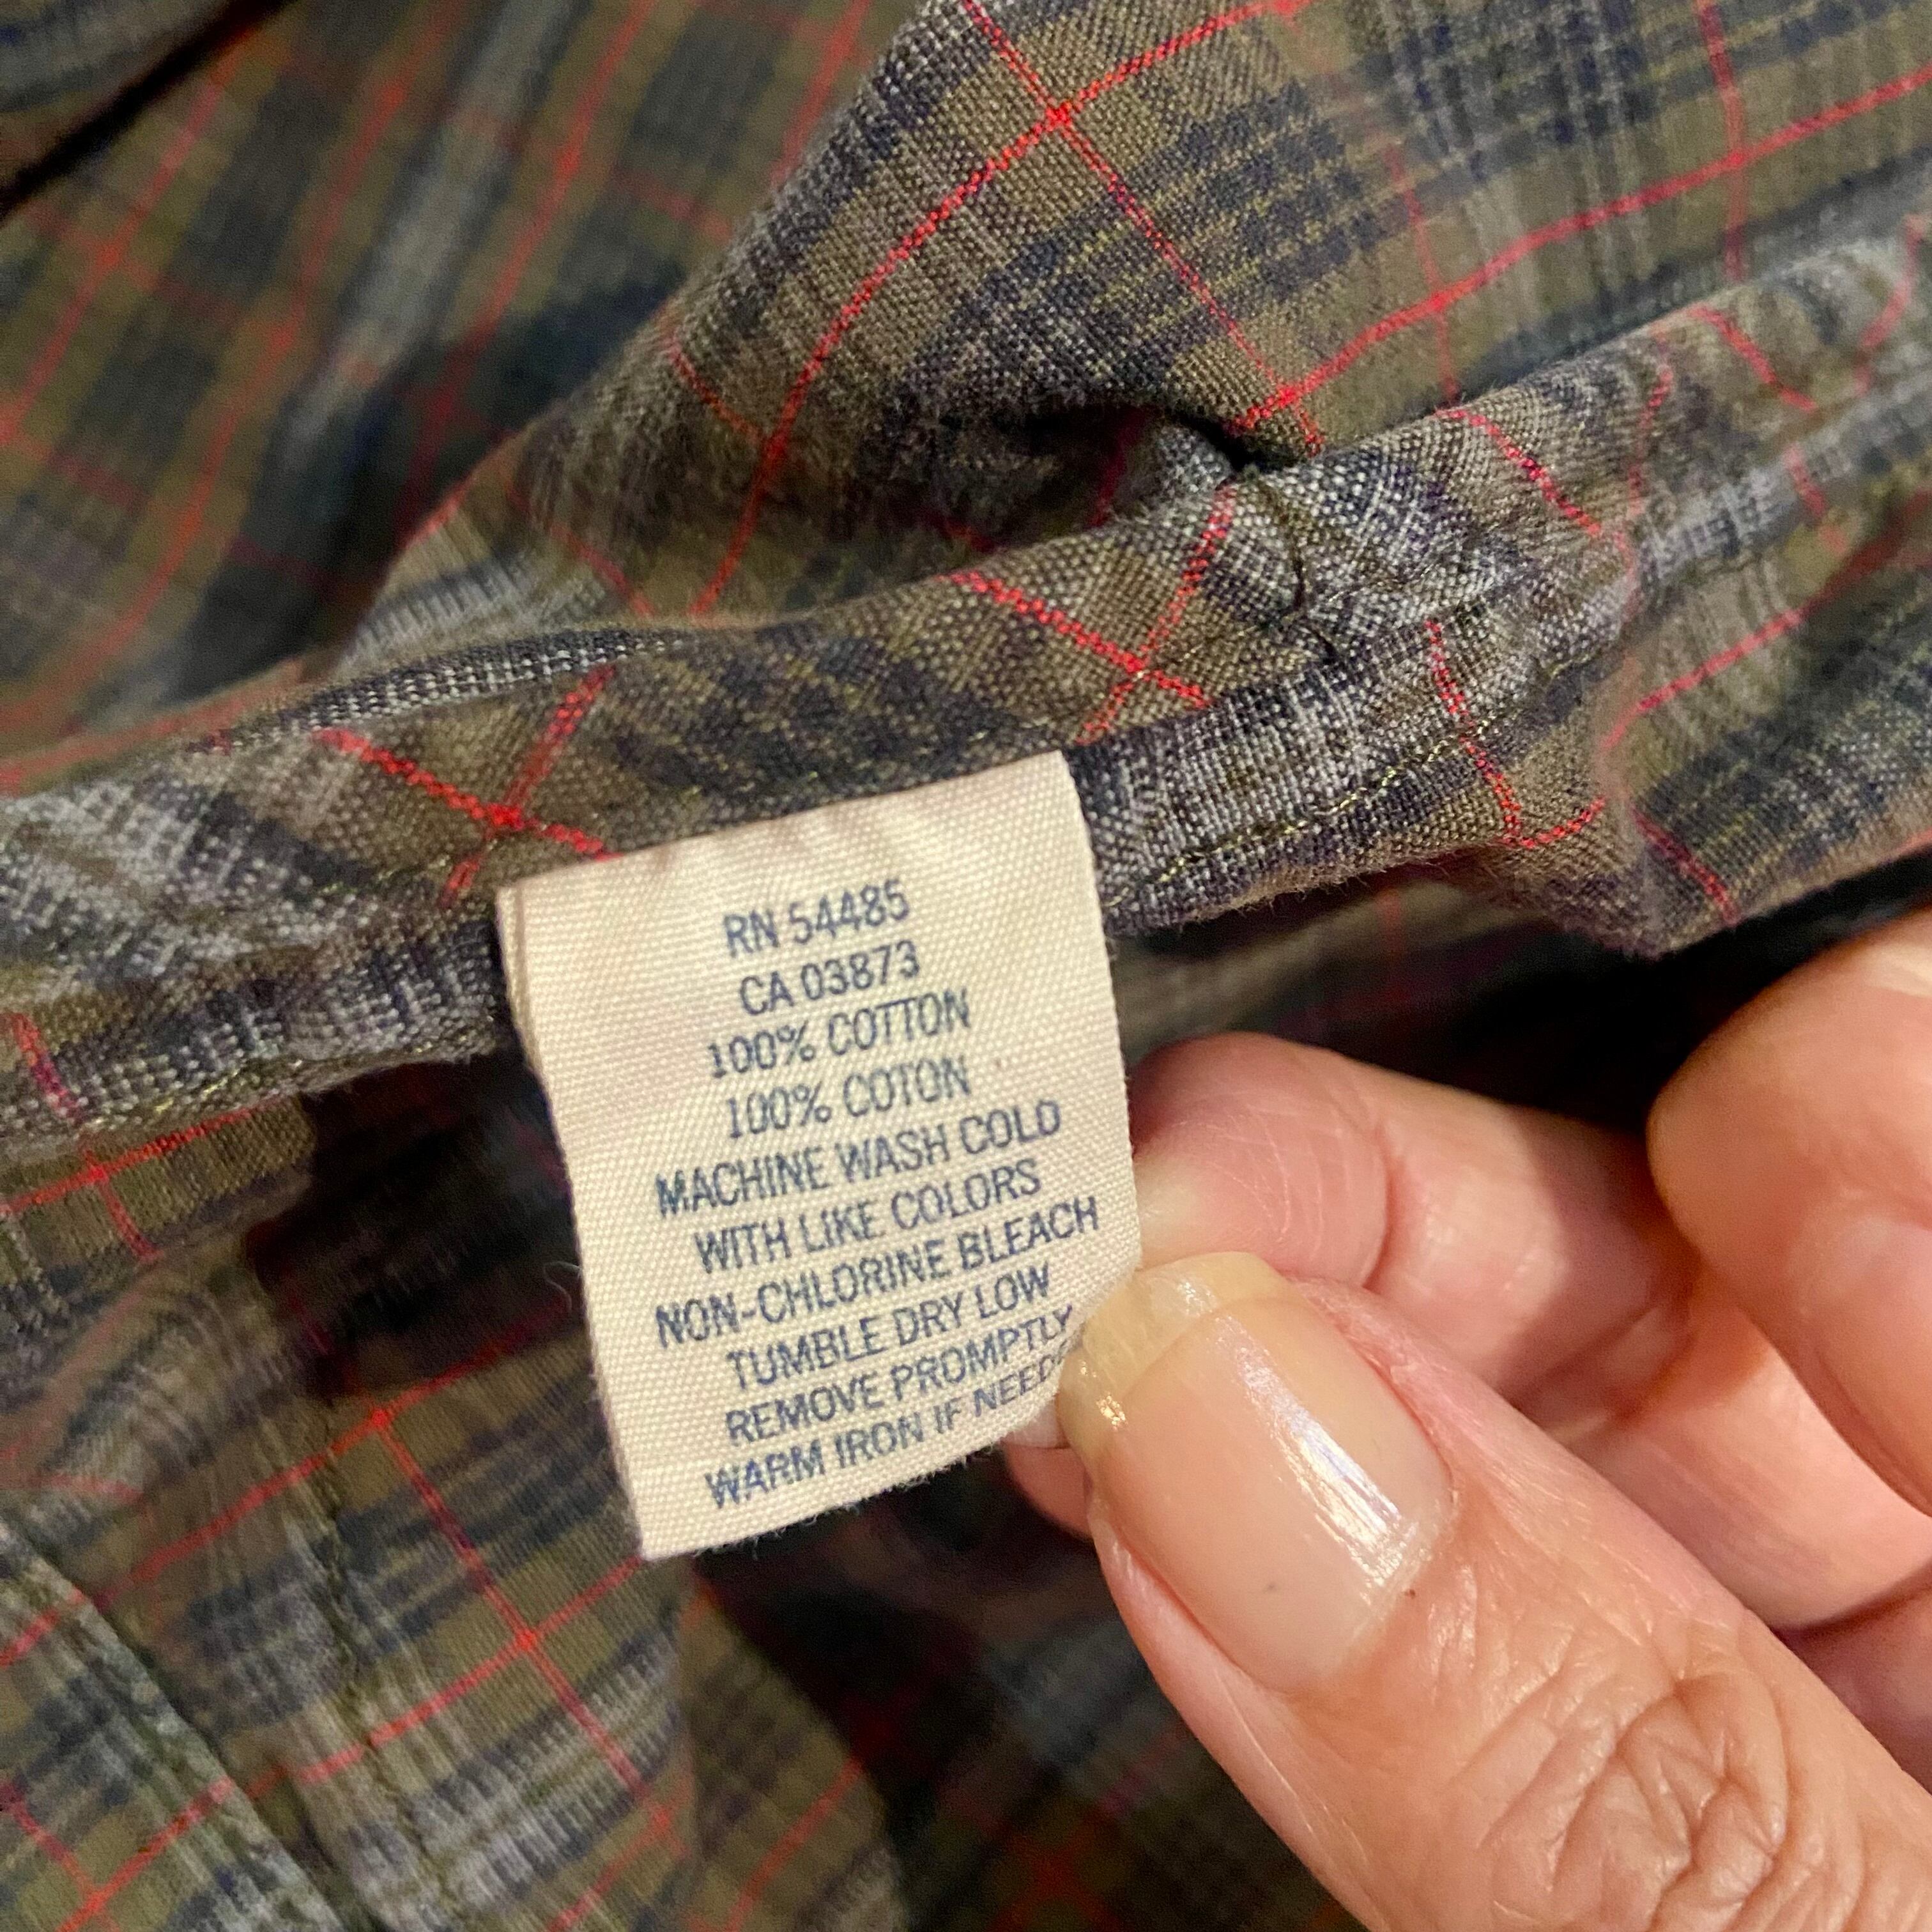 RN 54485
CA 03873
100% COTTON
100% COTON
MACHINE WASH COLD
WITH LIKE COLORS
NON-CHLORINE BLEACH
TUMBLE DRY LOW
REMOVE PROMPTLY
WARM IRON IF